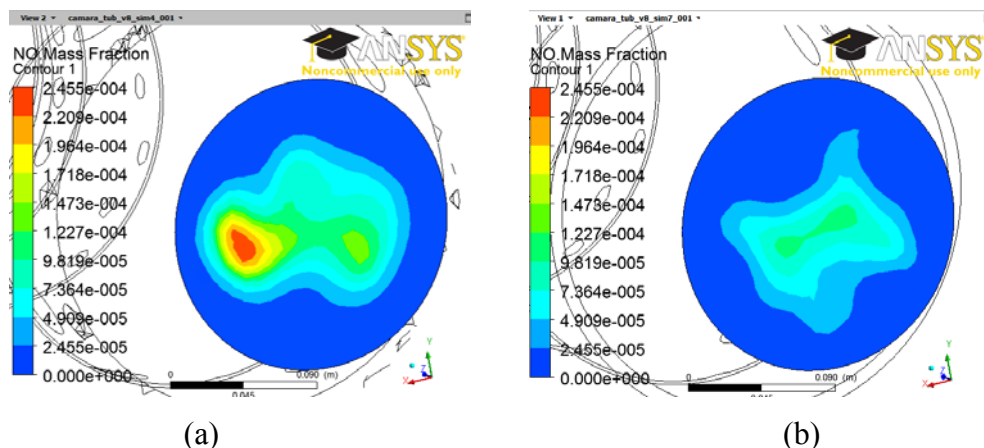 View 2 camara_tub_v8_sim4_001
NO.Mass Fraction
Contour 1
ANSYS
Noncommercial use only
2.455e-004
2.209e-004
1.964e-004
1.718e-004
1.473e-004
1.227e-004
9.819e-005
7.364e-005
4.909e-005
2.455e-005
0.000e+000
0 0.090 (m)
0.045
Y
Z
X
(a)
View 1 camara_tub_v8_sim7_001
NO.Mass Fraction
Contour 1
ANSYS
Noncommercial use only
2.455e-004
2.209e-004
1.964e-004
1.718e-004
1.473e-004
1.227e-004
9.819e-005
7.364e-005
4.909e-005
2.455e-005
0.000e+000
0 0.090 (m)
0.045
Y
Z
X
(b)